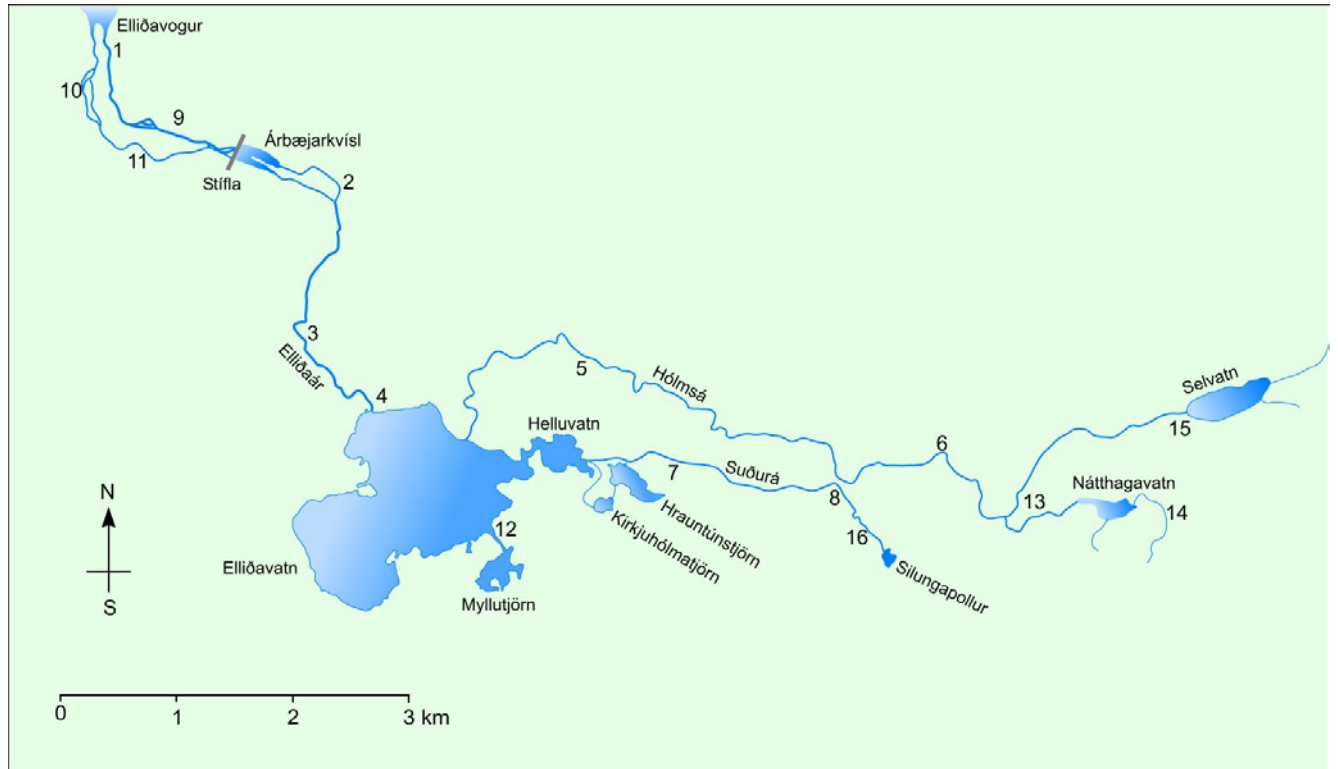 Elliðavogur
1
10
9
Árbæjarkvísl
11
Stífla
2
3
Elliðaár
4
5
Hólmsá
Selvatn
15
Helluvatn
6
7
Suðurá
8
Nátthagavatn
13
14
Hrauntúnstjörn
Kirkjuhólmatjörn
16
Silungapollur
12
Elliðavatn
Myllutjörn
N
S
0 1 2 3 km